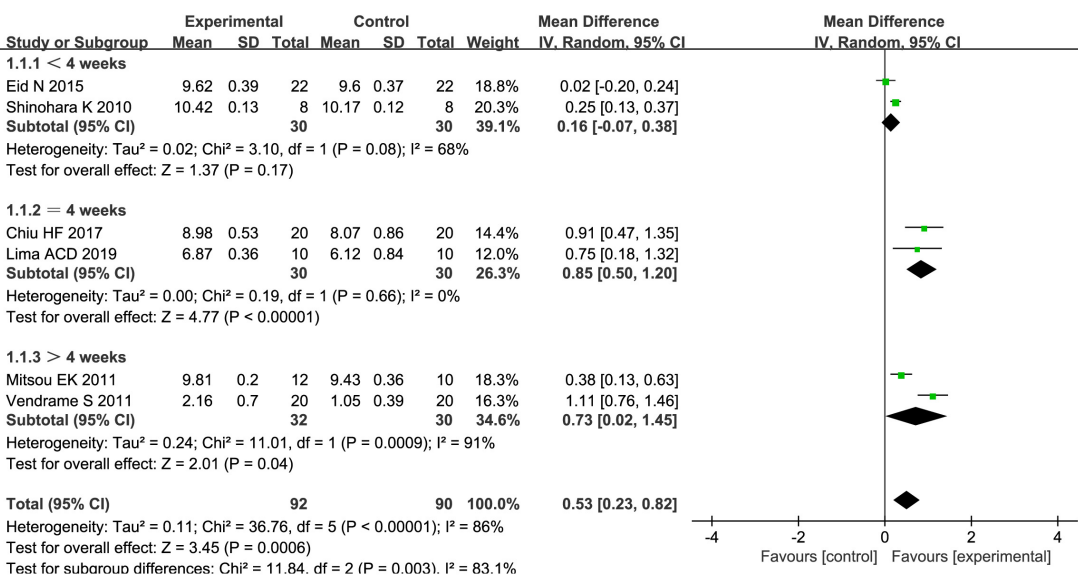 Experimental Control Mean Difference Mean Difference
Study or Subgroup Mean SD Total Mean SD Total Weight IV, Random, 95% CI IV, Random, 95% CI
1.1.1 < 4 weeks
Eid N 2015 9.62 0.39 22 9.6 0.37 22 18.8% 0.02 [-0.20, 0.24]
Shinohara K 2010 10.42 0.13 8 10.17 0.12 8 20.3% 0.25 [0.13, 0.37]
Subtotal (95% CI) 30 30 39.1% 0.16 [-0.07, 0.38]
Heterogeneity: Tau² = 0.02; Chi² = 3.10, df = 1 (P = 0.08); I² = 68%
Test for overall effect: Z = 1.37 (P = 0.17)
1.1.2 = 4 weeks
Chiu HF 2017 8.98 0.53 20 8.07 0.86 20 14.4% 0.91 [0.47, 1.35]
Lima ACD 2019 6.87 0.36 10 6.12 0.84 10 12.0% 0.75 [0.18, 1.32]
Subtotal (95% CI) 30 30 26.3% 0.85 [0.50, 1.20]
Heterogeneity: Tau² = 0.00; Chi² = 0.19, df = 1 (P = 0.66); I² = 0%
Test for overall effect: Z = 4.77 (P < 0.00001)
1.1.3 > 4 weeks
Mitsou EK 2011 9.81 0.2 12 9.43 0.36 10 18.3% 0.38 [0.13, 0.63]
Vendrame S 2011 2.16 0.7 20 1.05 0.39 20 16.3% 1.11 [0.76, 1.46]
Subtotal (95% CI) 32 30 34.6% 0.73 [0.02, 1.45]
Heterogeneity: Tau² = 0.24; Chi² = 11.01, df = 1 (P = 0.0009); I² = 91%
Test for overall effect: Z = 2.01 (P = 0.04)
Total (95% CI) 92 90 100.0% 0.53 [0.23, 0.82]
Heterogeneity: Tau² = 0.11; Chi² = 36.76, df = 5 (P < 0.00001); I² = 86%
Test for overall effect: Z = 3.45 (P = 0.0006)
Test for subgroup differences: Chi² = 11.84, df = 2 (P = 0.003), I² = 83.1%
-4 -2 0 2 4
Favours [control] Favours [experimental]